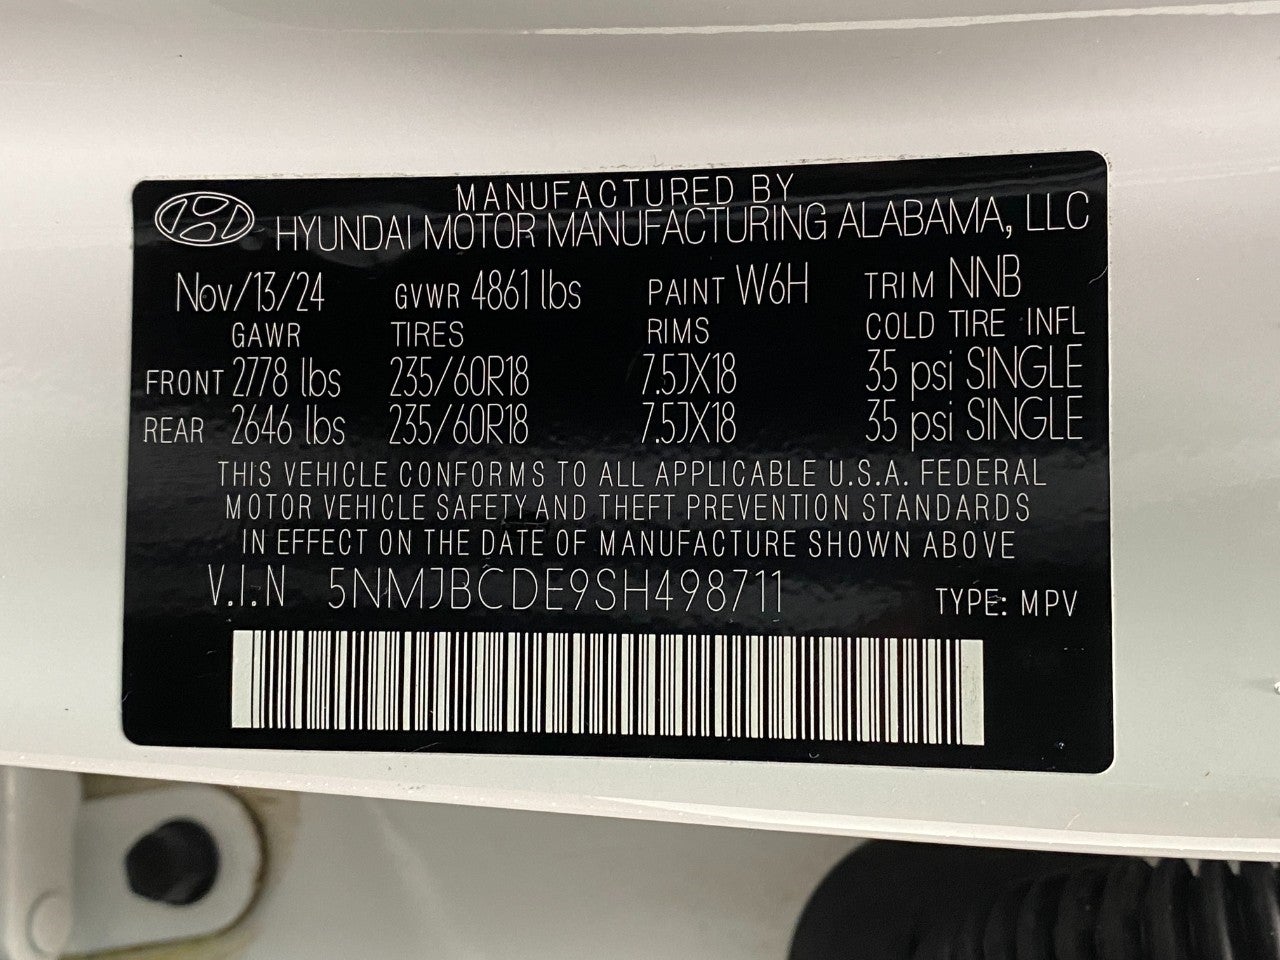 MANUFACTURED BY
HYUNDAI MOTOR MANUFACTURING ALABAMA, LLC
Nov/13/24 GVWR 4861 lbs PAINT W6H TRIM NNB
GAWR TIRES RIMS COLD TIRE INFL
FRONT 2778 lbs 235/60R18 7.5JX18 35 psi SINGLE
REAR 2646 lbs 235/60R18 7.5JX18 35 psi SINGLE
THIS VEHICLE CONFORMS TO ALL APPLICABLE U.S.A. FEDERAL
MOTOR VEHICLE SAFETY AND THEFT PREVENTION STANDARDS
IN EFFECT ON THE DATE OF MANUFACTURE SHOWN ABOVE
V.I.N 5NMJBCDE9SH498711 TYPE: MPV